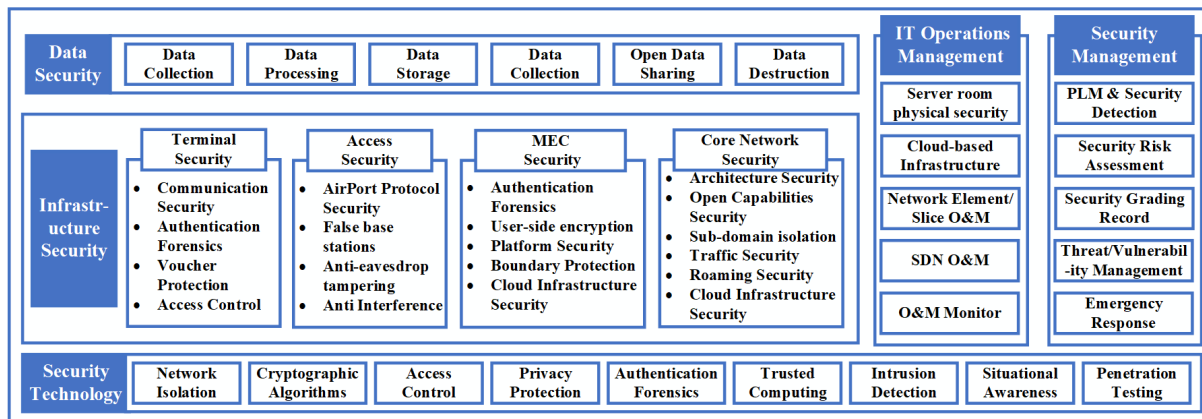 Data
Security
Data
Collection
Data
Processing
Data
Storage
Data
Collection
Open Data
Sharing
Data
Destruction
Infrastr-
ucture
Security
Terminal
Security
• Communication
Security
• Authentication
Forensics
• Voucher
Protection
• Access Control
Access
Security
• AirPort Protocol
Security
• False base
stations
• Anti-eavesdrop
tampering
• Anti Interference
MEC
Security
• Authentication
Forensics
• User-side encryption
• Platform Security
• Boundary Protection
• Cloud Infrastructure
Security
Core Network
Security
• Architecture Security
• Open Capabilities
Security
• Sub-domain isolation
• Traffic Security
• Roaming Security
• Cloud Infrastructure
Security
IT Operations
Management
Server room
physical security
Cloud-based
Infrastructure
Network Element/
Slice O&M
SDN O&M
O&M Monitor
Security
Management
PLM & Security
Detection
Security Risk
Assessment
Security Grading
Record
Threat/Vulnerabil
-ity Management
Emergency
Response
Security
Technology
Network
Isolation
Cryptographic
Algorithms
Access
Control
Privacy
Protection
Authentication
Forensics
Trusted
Computing
Intrusion
Detection
Situational
Awareness
Penetration
Testing